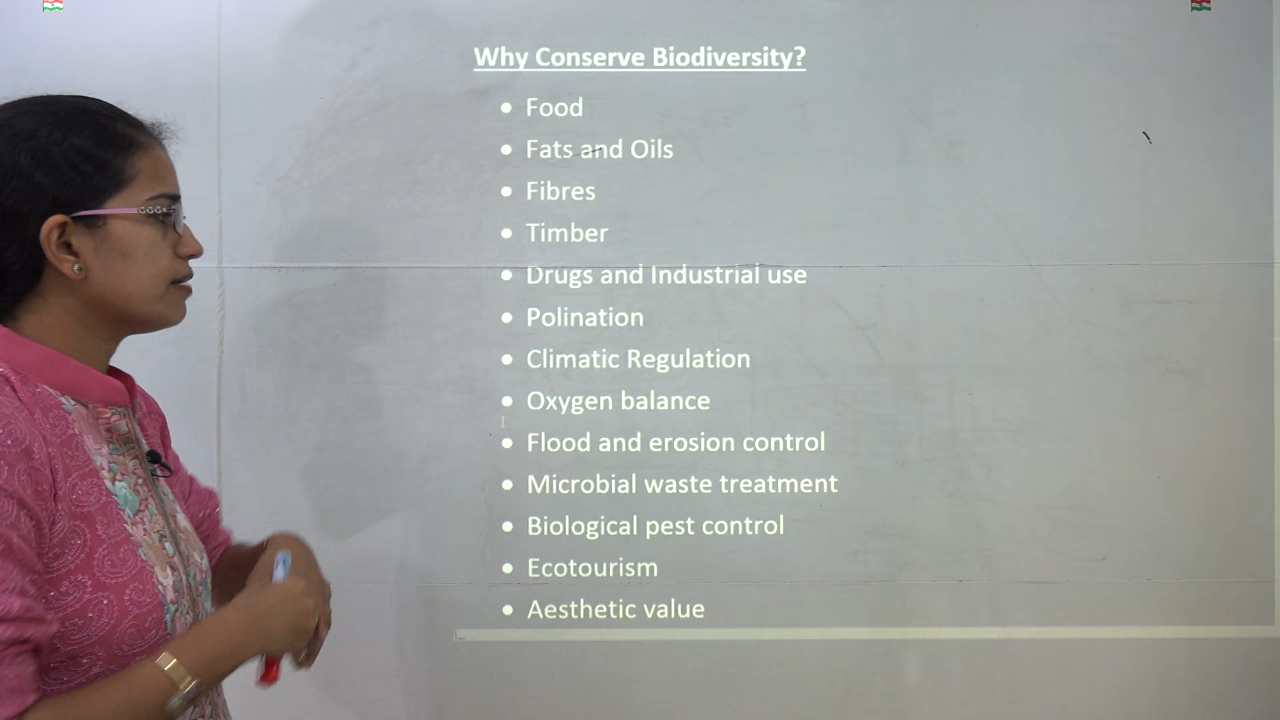 Why Conserve Biodiversity?
• Food
• Fats and Oils
• Fibres
• Timber
• Drugs and Industrial use
• Polination
• Climatic Regulation
• Oxygen balance
• Flood and erosion control
• Microbial waste treatment
• Biological pest control
• Ecotourism
• Aesthetic value